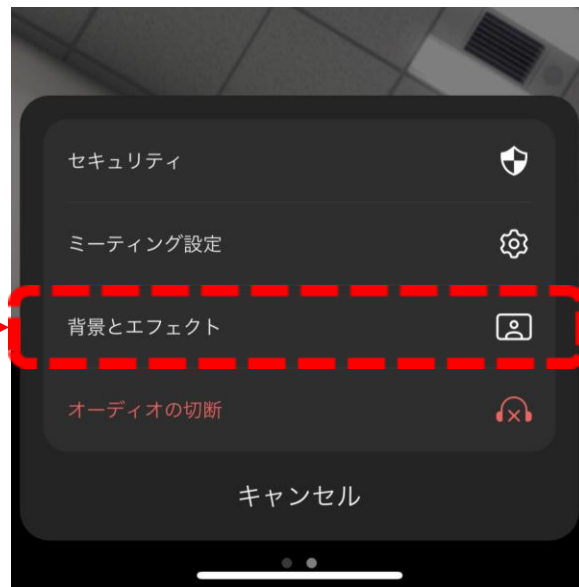 セキュリティ
ミーティング設定
背景とエフェクト
オーディオの切断
キャンセル